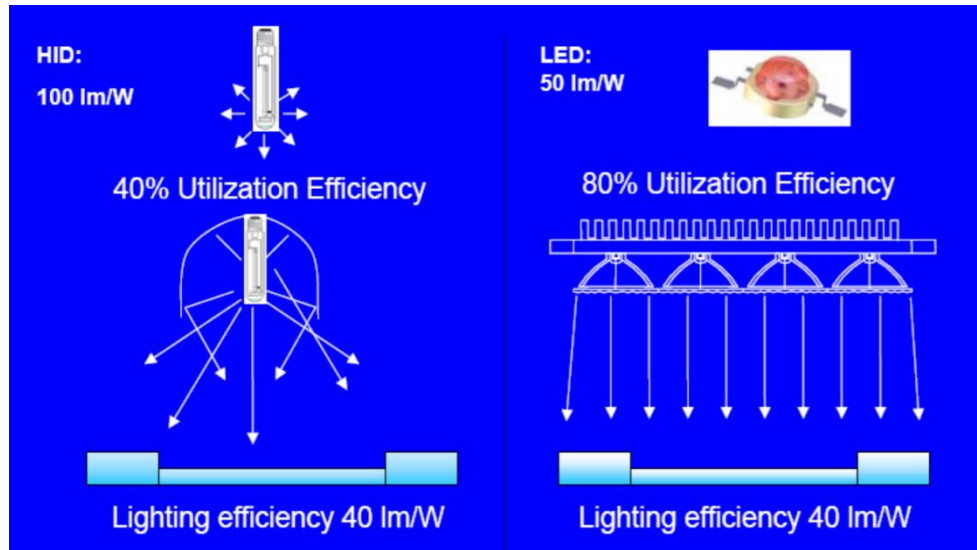 HID:
100 lm/W
40% Utilization Efficiency
Lighting efficiency 40 lm/W
LED:
50 lm/W
80% Utilization Efficiency
Lighting efficiency 40 lm/W